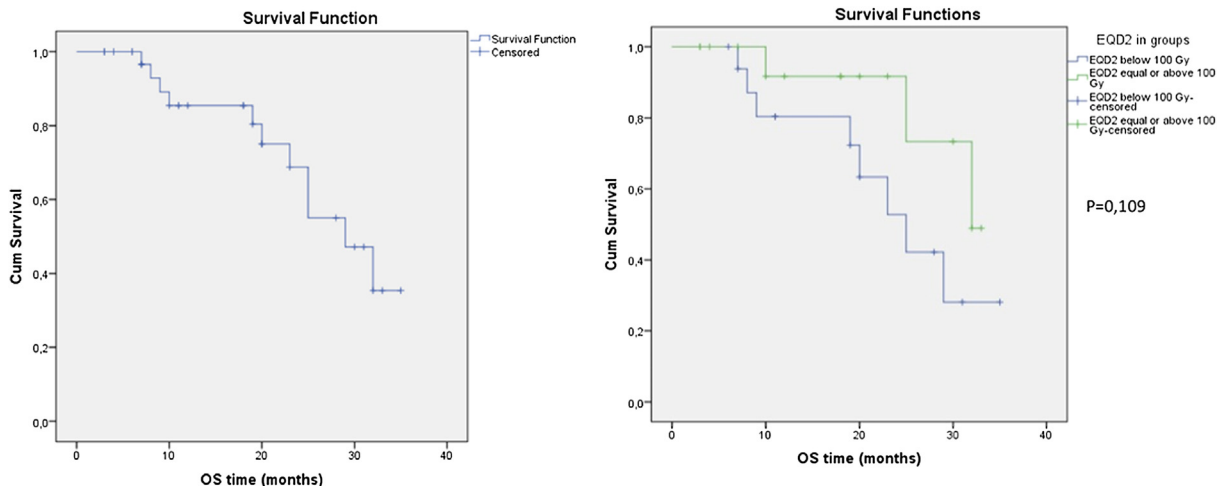 Survival Function
1,0
0,8
0,6
0,4
0,2
0,0
Cum Survival
0 10 20 30 40
OS time (months)
Survival Function
Censored
Survival Functions
1,0
0,8
0,6
0,4
0,2
0,0
Cum Survival
0 10 20 30 40
OS time (months)
EQD2 in groups
EQD2 below 100 Gy
EQD2 equal or above 100
Gy
EQD2 below 100 Gy-
censored
EQD2 equal or above 100
Gy-censored
P=0,109